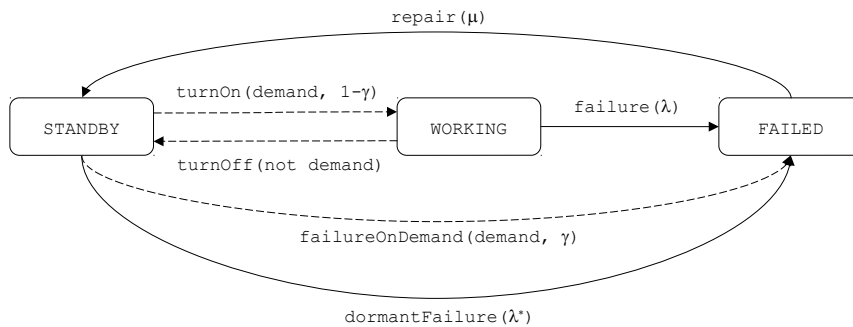 repair(μ)
turnOn(demand, 1-γ)
failure(λ)
STANDBY
WORKING
FAILED
turnOff(not demand)
failureOnDemand(demand, γ)
dormantFailure(λ*)